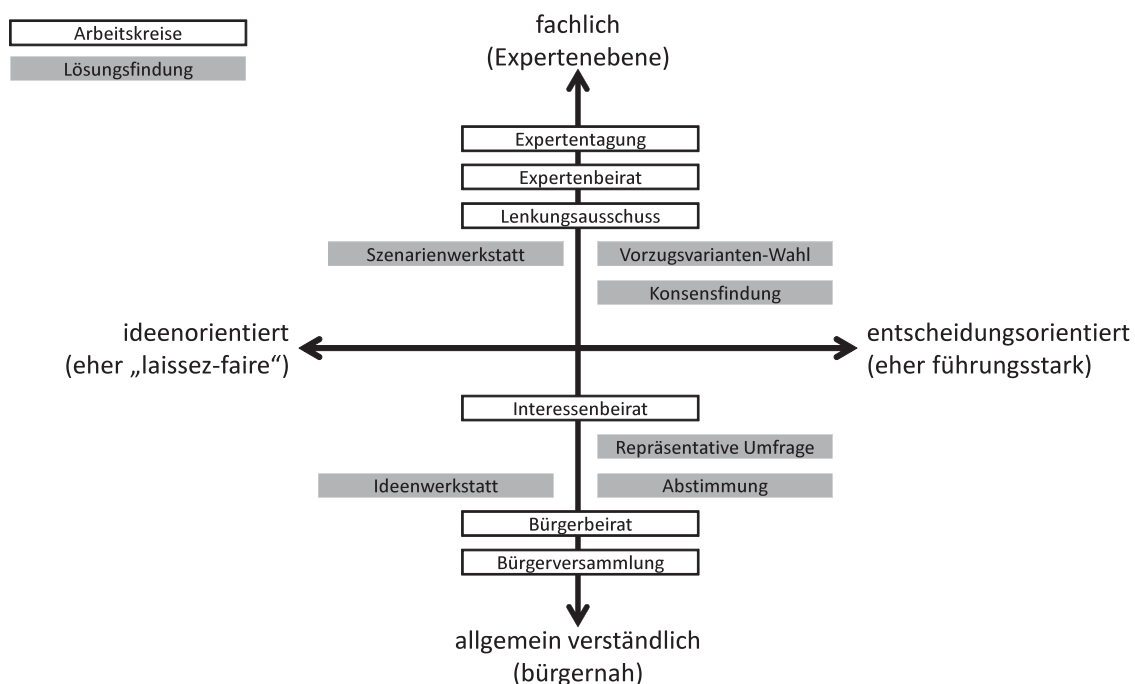 Arbeitskreise
Lösungsfindung
fachlich
(Expertenebene)
Expertentagung
Expertenbeirat
Lenkungsausschuss
Szenarienwerkstatt
Vorzugsvarianten-Wahl
Konsensfindung
ideenorientiert
(eher „laissez-faire“)
entscheidungsorientiert
(eher führungsstark)
Interessenbeirat
Repräsentative Umfrage
Ideenwerkstatt
Abstimmung
Bürgerbeirat
Bürgerversammlung
allgemein verständlich
(bürgernah)